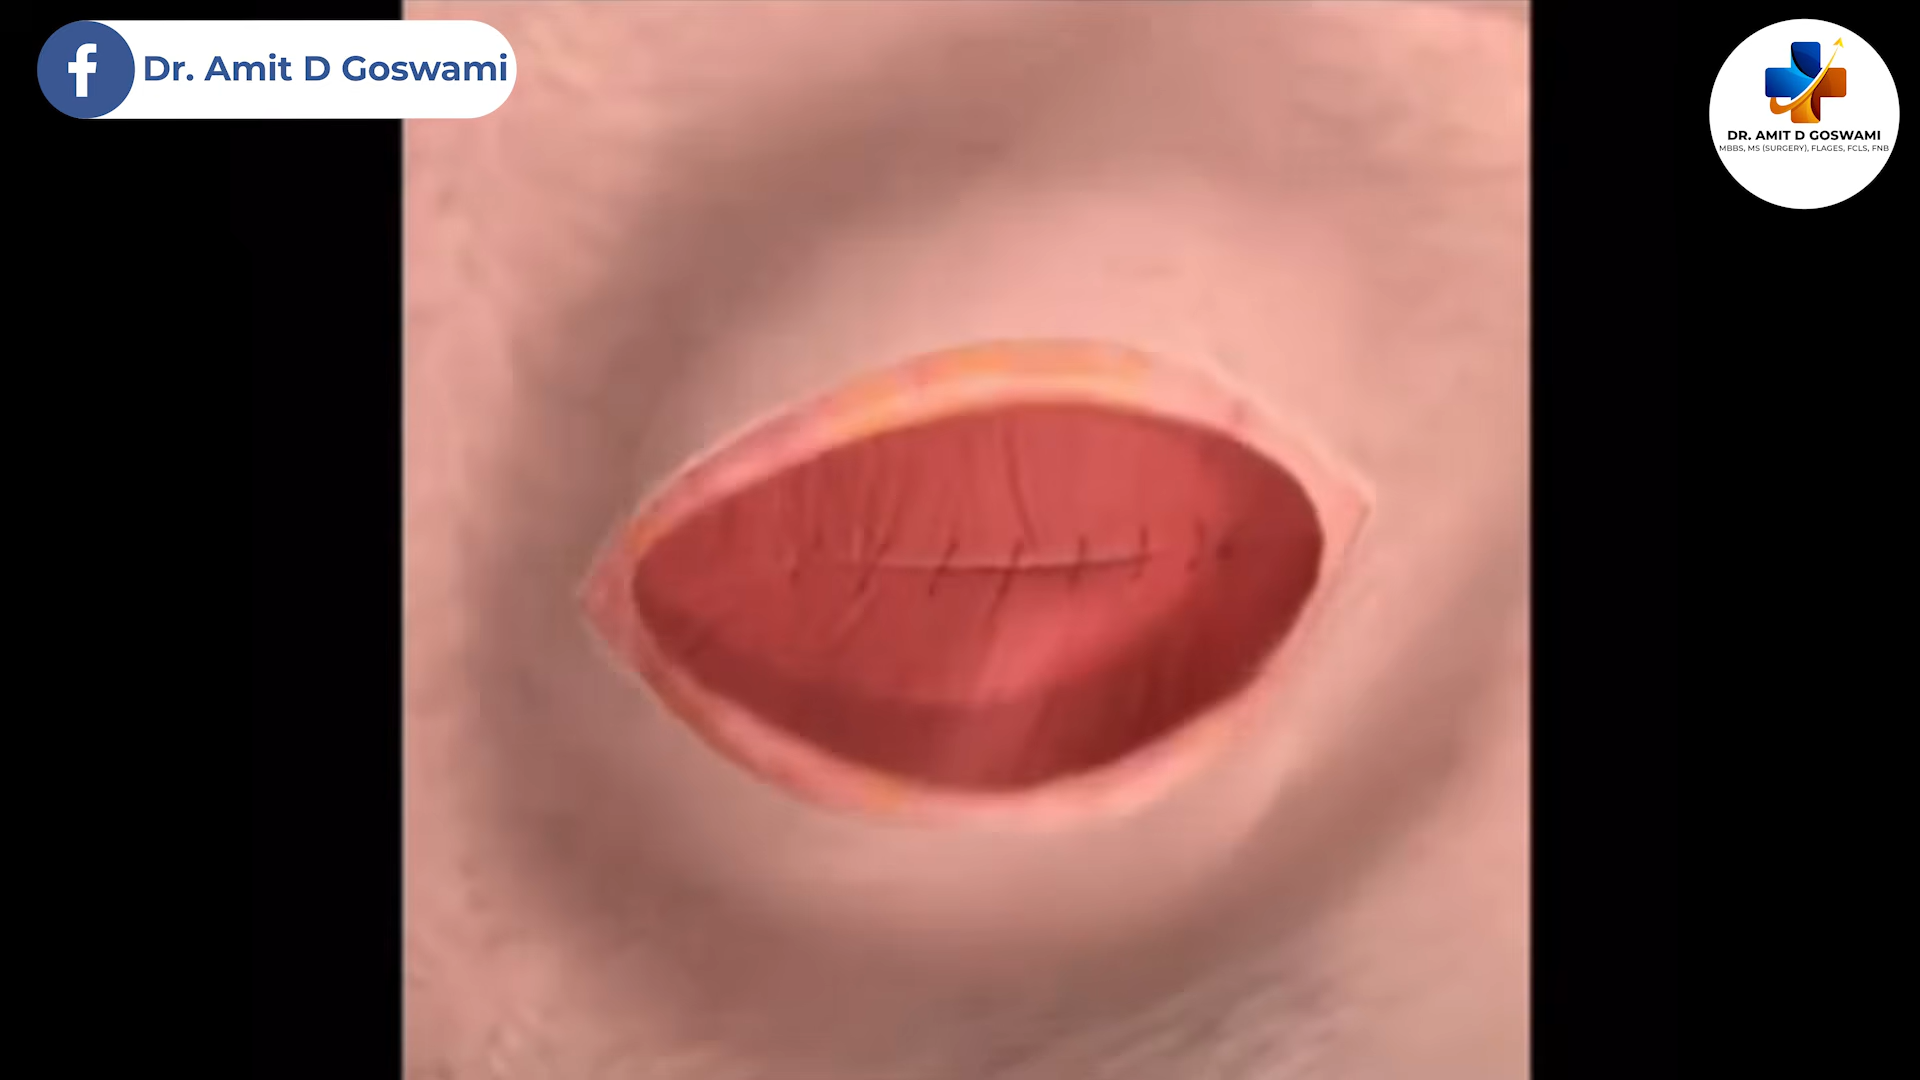 Dr. Amit D Goswami
DR. AMIT D GOSWAMI
MBBS, MS (SURGERY), FLAGES, FCLS, FNB